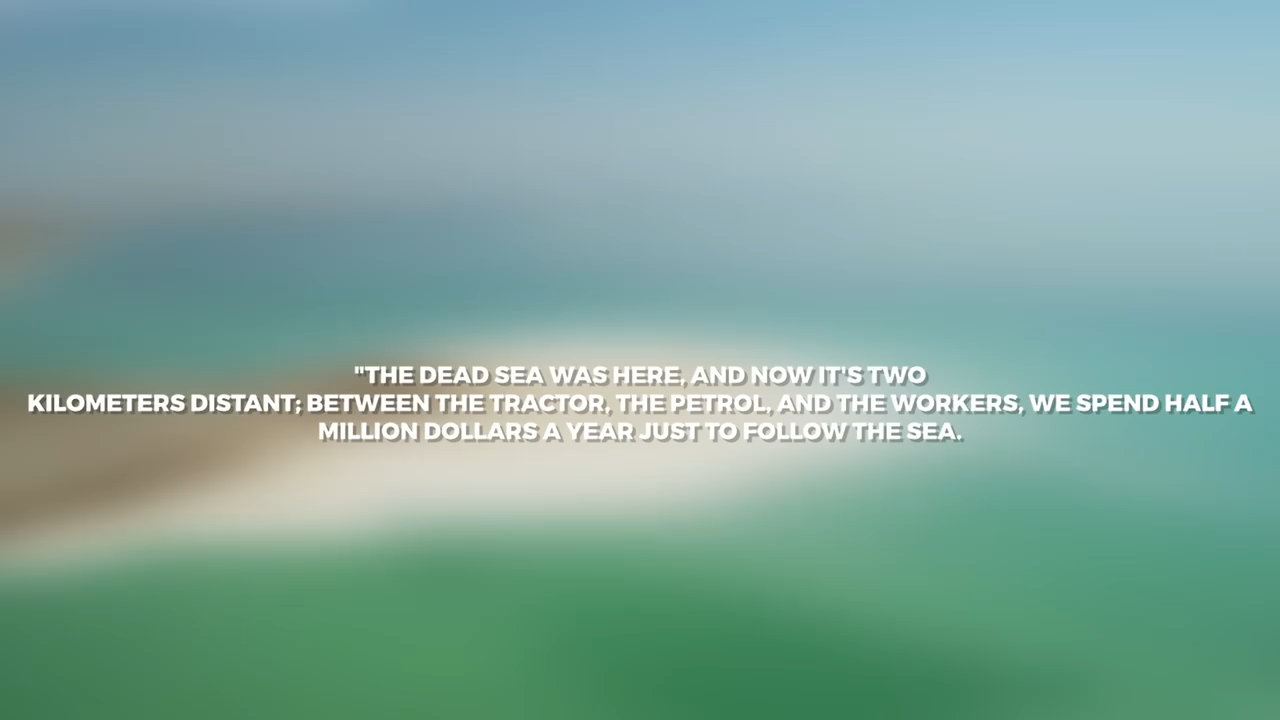 "THE DEAD SEA WAS HERE, AND NOW IT'S TWO
KILOMETERS DISTANT; BETWEEN THE TRACTOR, THE PETROL, AND THE WORKERS, WE SPEND HALF A
MILLION DOLLARS A YEAR JUST TO FOLLOW THE SEA.